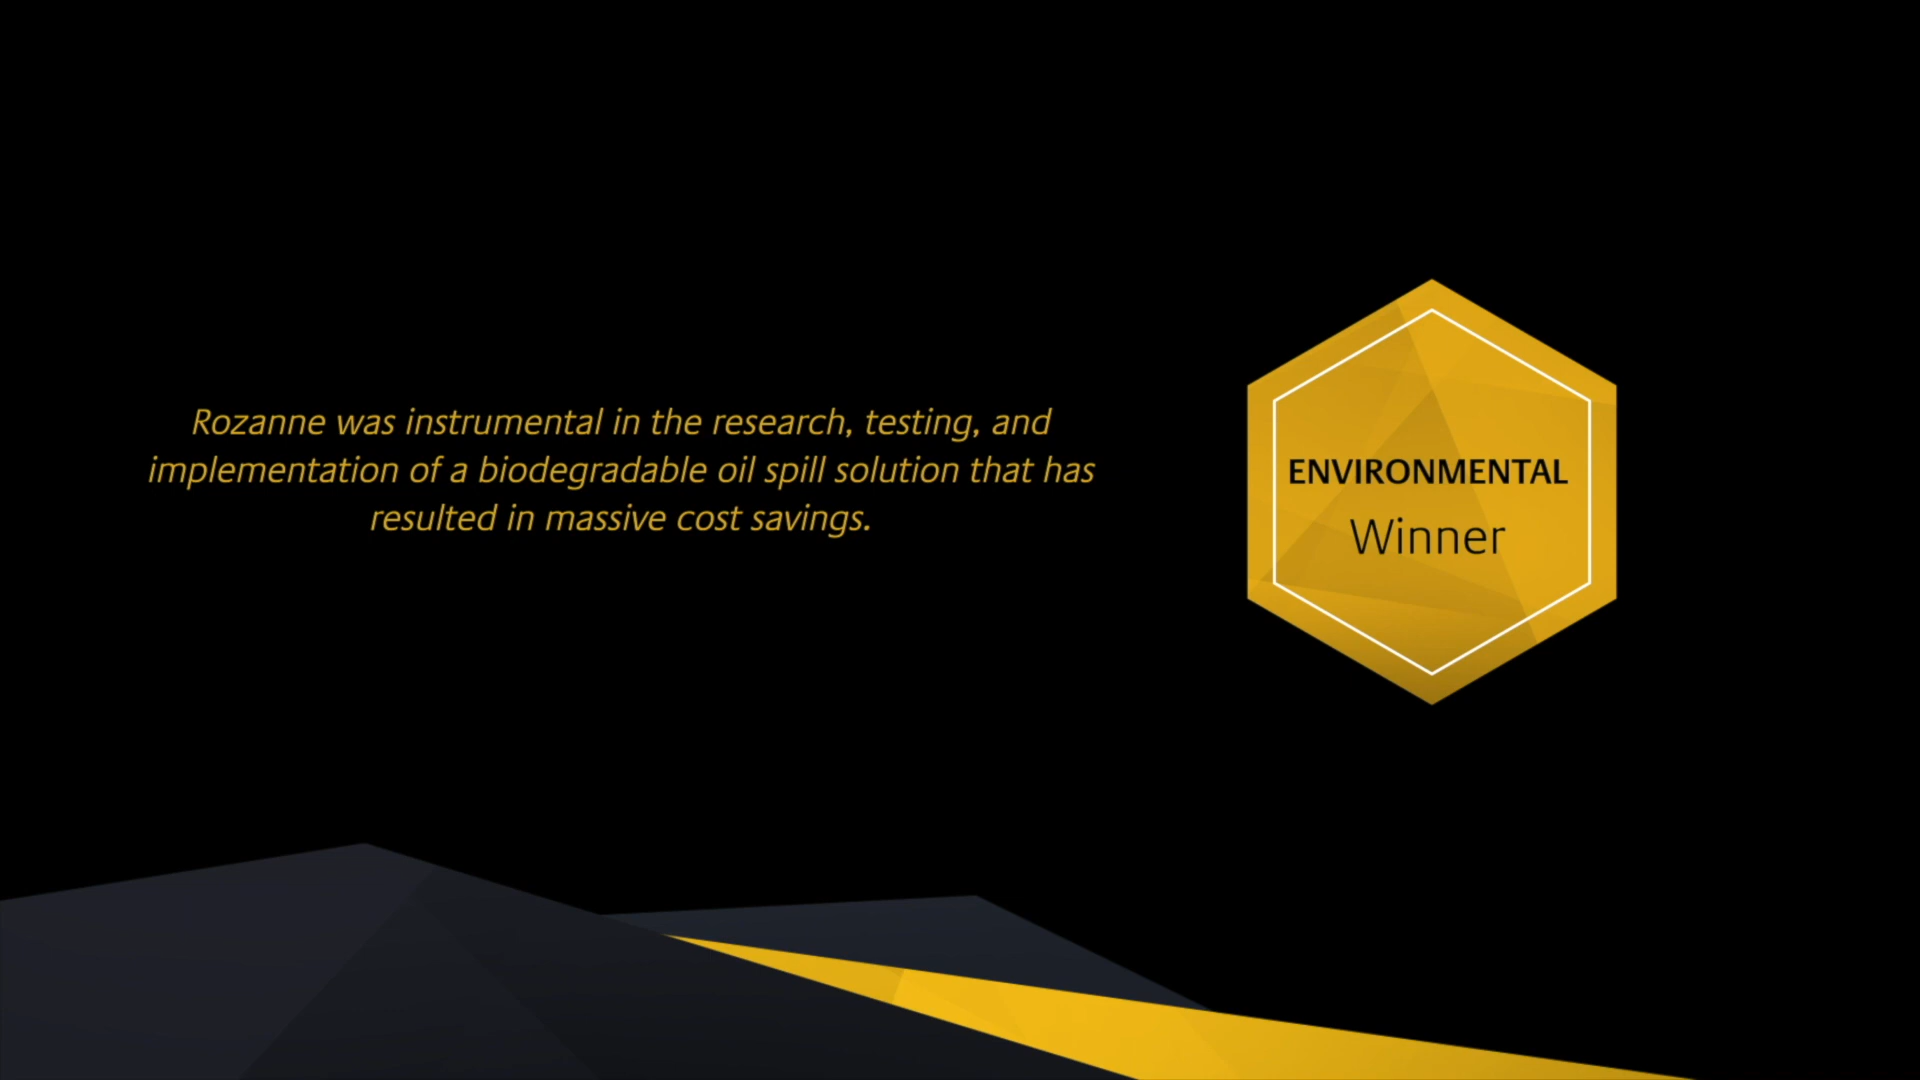 Rozanne was instrumental in the research, testing, and
implementation of a biodegradable oil spill solution that has
resulted in massive cost savings.
ENVIRONMENTAL
Winner